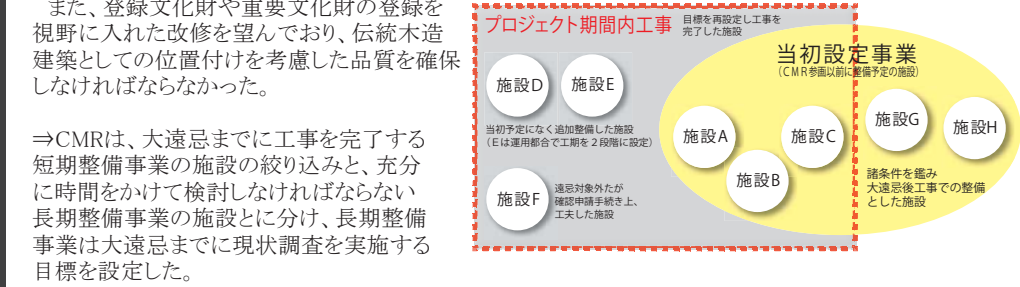 また、登録文化財や重要文化財の登録を
視野に入れた改修を望んでおり、伝統木造
建築としての位置付けを考慮した品質を確保
しなければならなかった。
⇒CMRは、大遠忌までに工事を完了する
短期整備事業の施設の絞り込みと、充分
に時間をかけて検討しなければならない
長期整備事業の施設とに分け、長期整備
事業は大遠忌までに現状調査を実施する
目標を設定した。
プロジェクト期間内工事
目標を再設定し工事を
完了した施設
当初設定事業
（CMR参画以前に整備予定の施設）
施設D
施設E
当初予定になく追加整備した施設
（Eは運用都合で工期を２段階に設定）
施設F
遠忌対象外たが
確認申請手続き上、
工夫した施設
施設A
施設B
施設C
施設G
施設H
諸条件を鑑み
大遠忌後工事での整備
とした施設